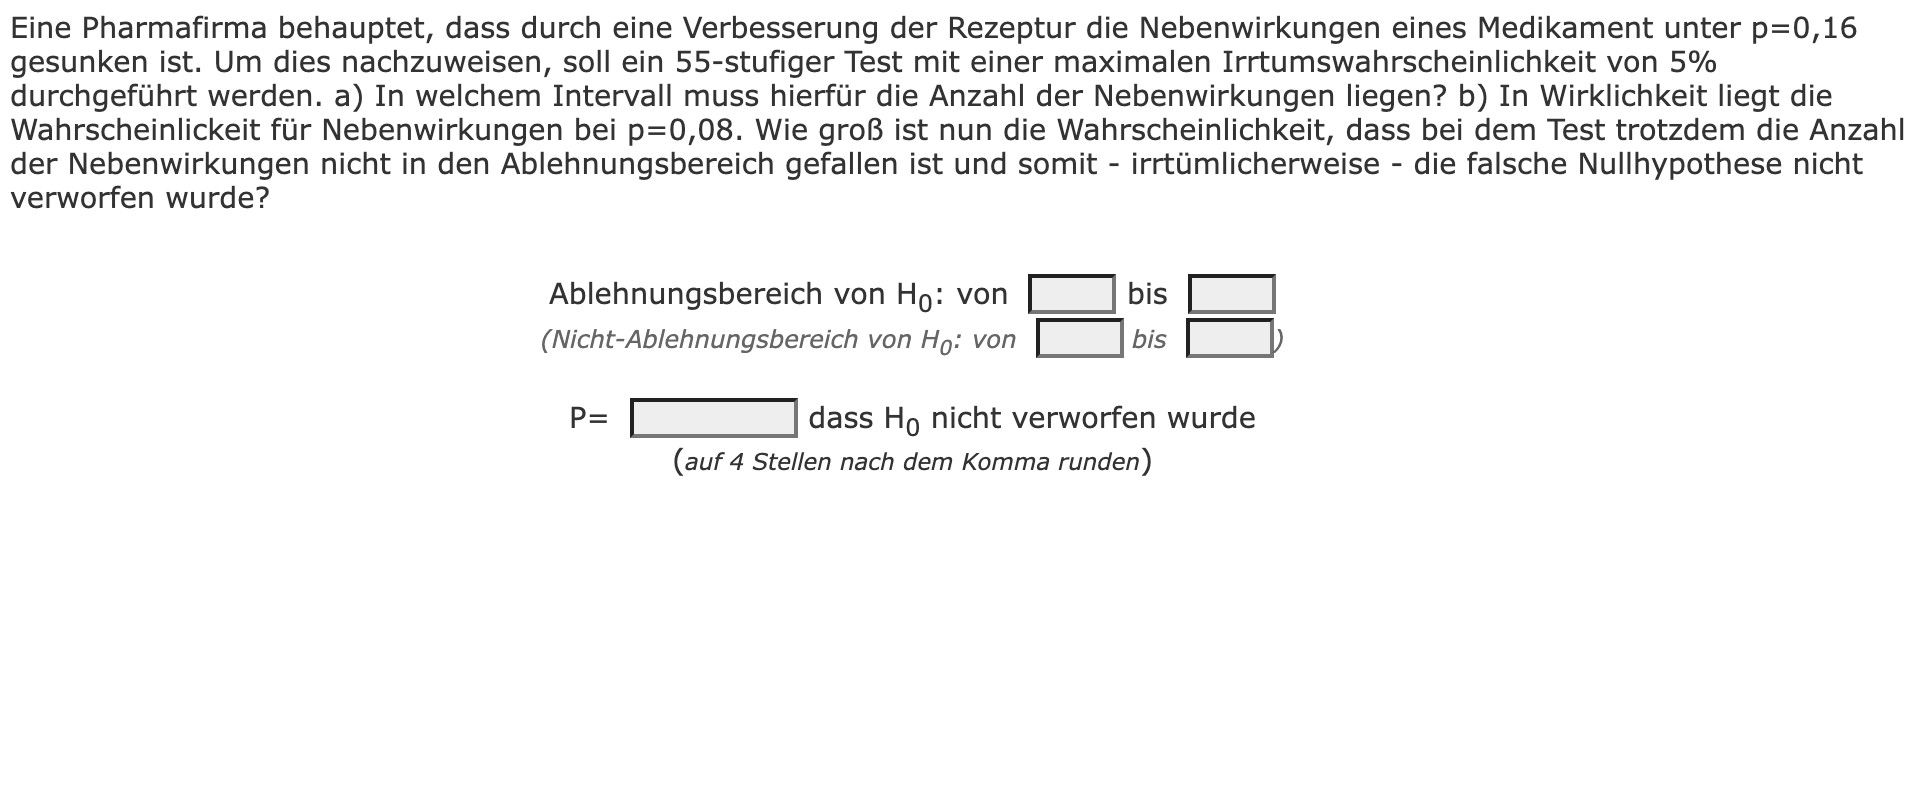 Eine Pharmafirma behauptet, dass durch eine Verbesserung der Rezeptur die Nebenwirkungen eines Medikament unter p=0,16
gesunken ist. Um dies nachzuweisen, soll ein 55-stufiger Test mit einer maximalen Irrtumswahrscheinlichkeit von 5%
durchgeführt werden. a) In welchem Intervall muss hierfür die Anzahl der Nebenwirkungen liegen? b) In Wirklichkeit liegt die
Wahrscheinlickeit für Nebenwirkungen bei p=0,08. Wie groß ist nun die Wahrscheinlichkeit, dass bei dem Test trotzdem die Anzahl
der Nebenwirkungen nicht in den Ablehnungsbereich gefallen ist und somit - irrtümlicherweise - die falsche Nullhypothese nicht
verworfen wurde?
Ablehnungsbereich von H₀: von bis
(Nicht-Ablehnungsbereich von H₀: von bis )
P= dass H₀ nicht verworfen wurde
(auf 4 Stellen nach dem Komma runden)